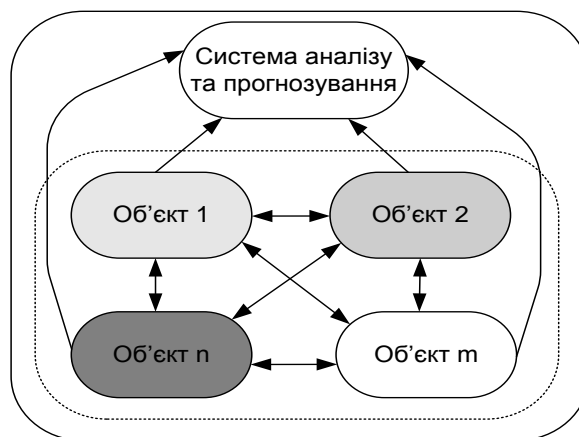 Система аналізу
та прогнозування
Об’єкт 1
Об’єкт 2
Об’єкт n
Об’єкт m